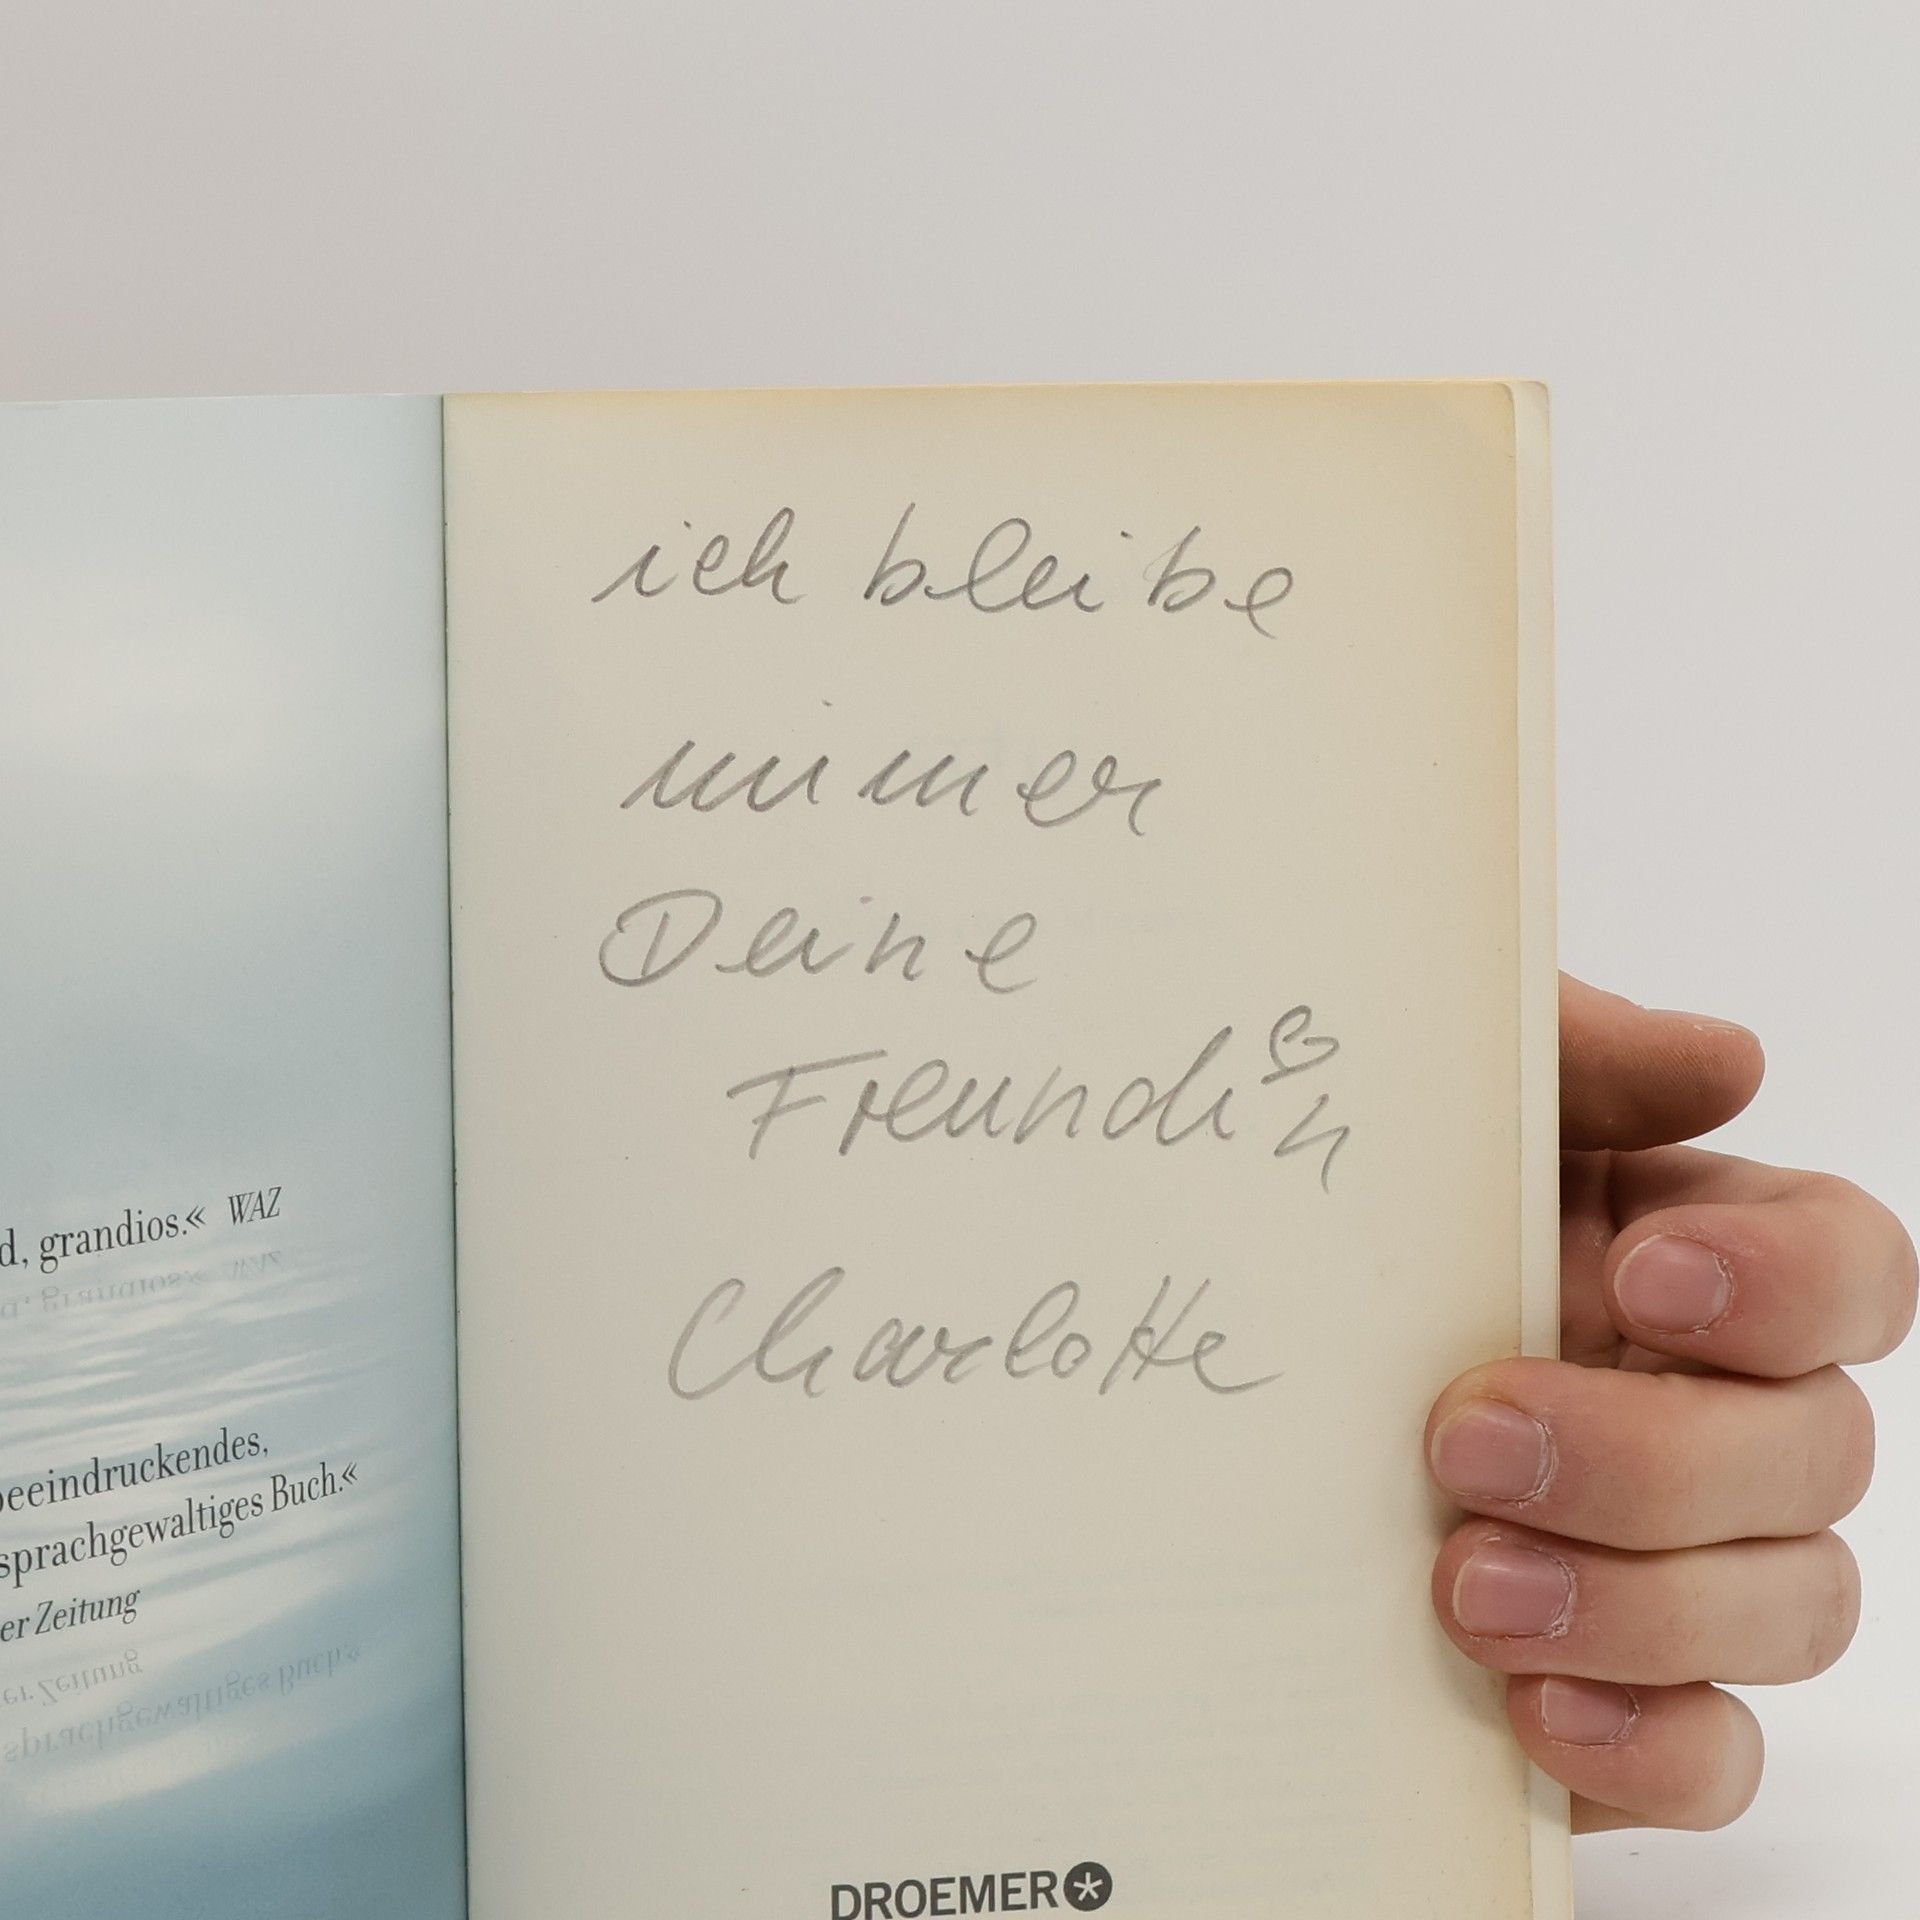 d, grandios.« WAZ
beeindruckendes,
sprachgewaltiges Buch.«
er Zeitung
ich bleibe
immer
Deine
Freundin
Charlotte
DROEMER